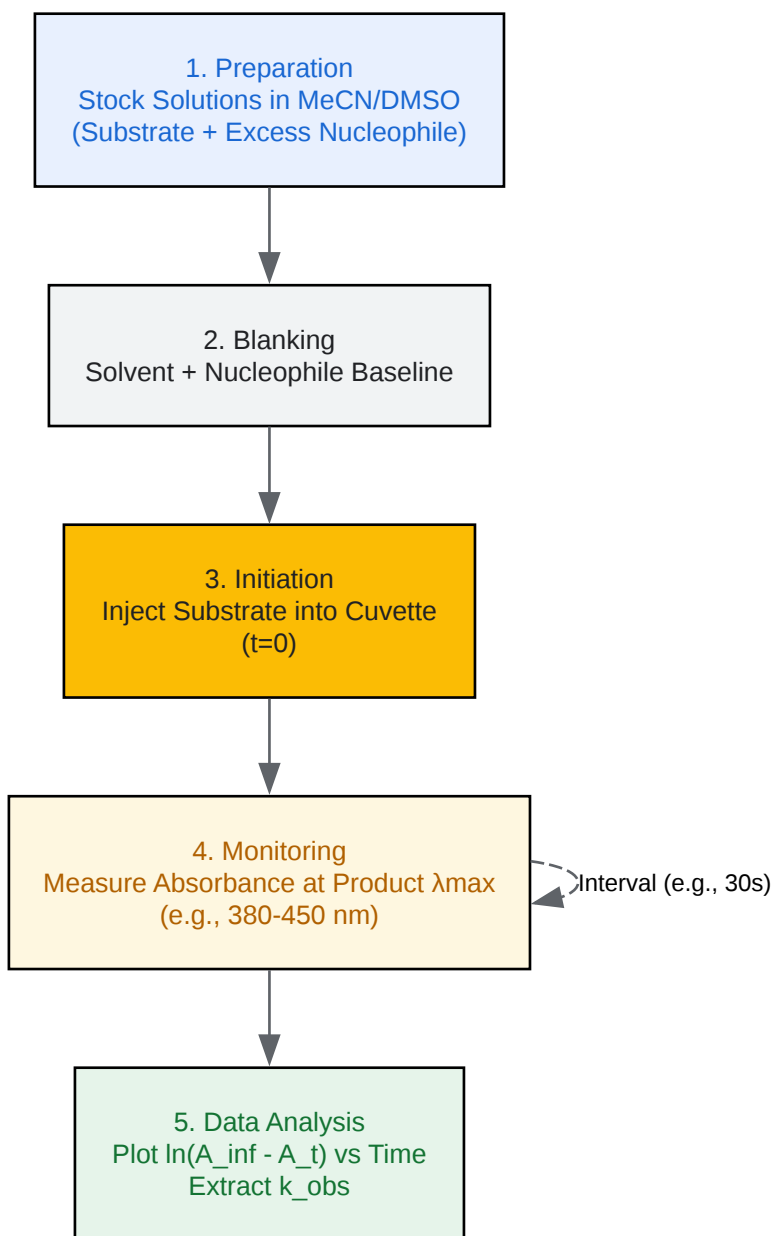 1. Preparation
Stock Solutions in MeCN/DMSO
(Substrate + Excess Nucleophile)
2. Blanking
Solvent + Nucleophile Baseline
3. Initiation
Inject Substrate into Cuvette
(t=0)
4. Monitoring
Measure Absorbance at Product λmax
(e.g., 380-450 nm)
Interval (e.g., 30s)
5. Data Analysis
Plot ln(A_inf - A_t) vs Time
Extract k_obs